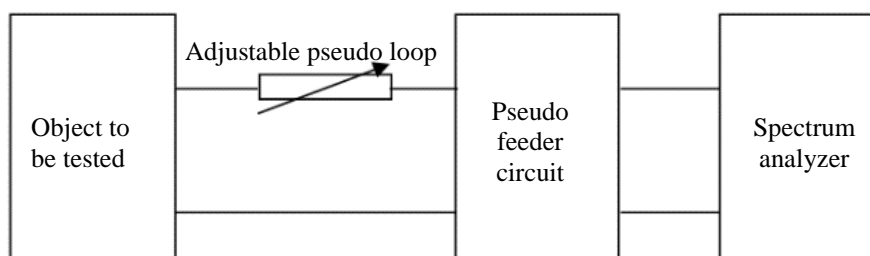 Adjustable pseudo loop
Object to
be tested
Pseudo
feeder
circuit
Spectrum
analyzer